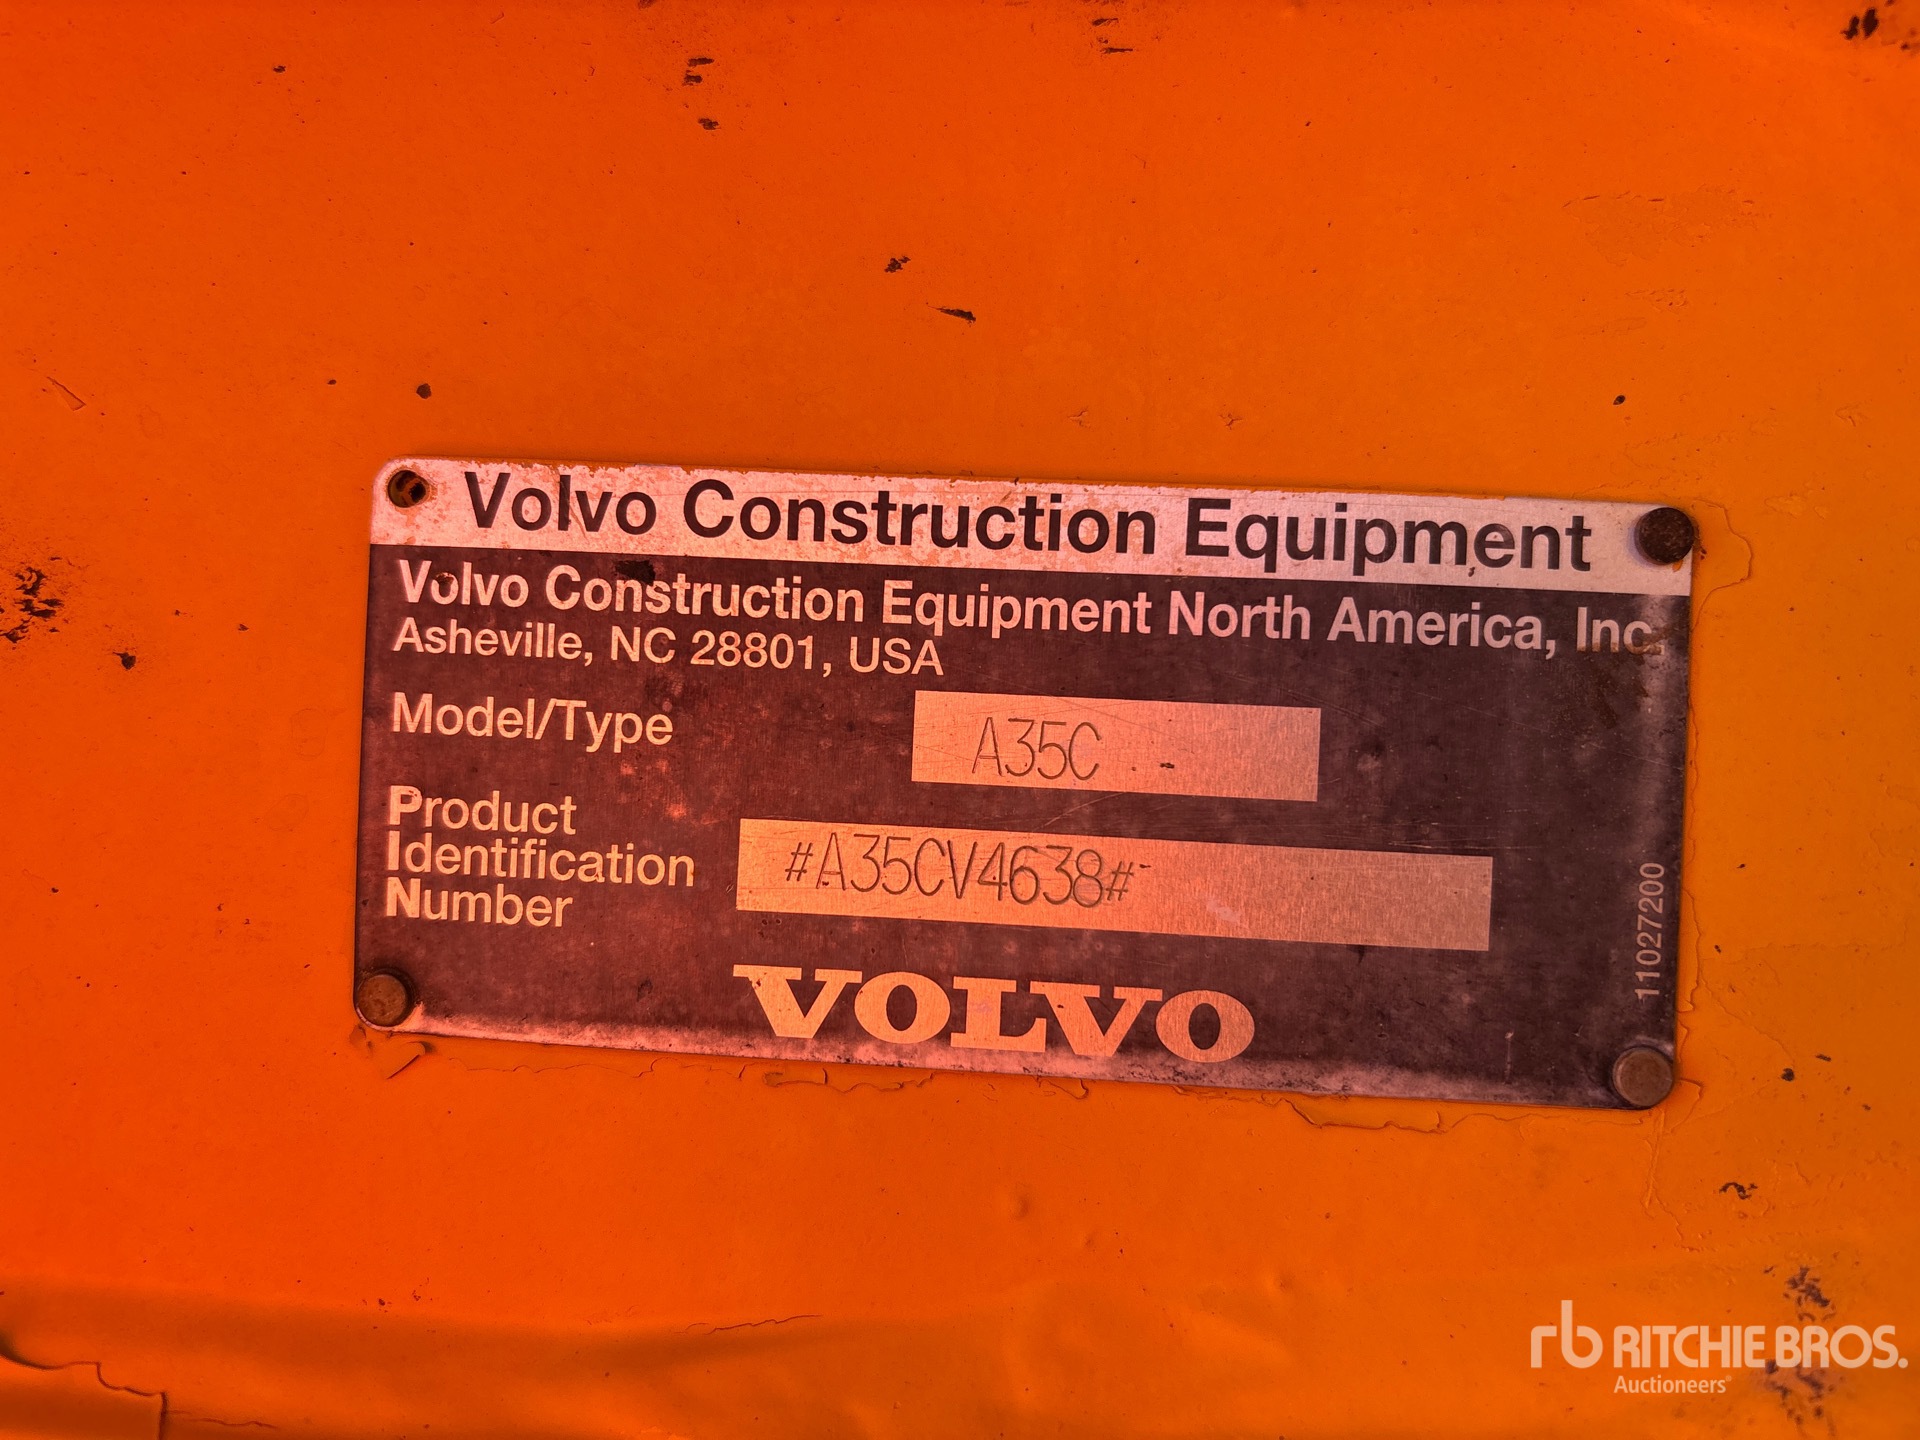 Volvo Construction Equipment
Volvo Construction Equipment North America, Inc.
Asheville, NC 28801, USA
Model/Type A35C
Product
Identification
Number
#A35CV4638#
VOLVO
11027200
rb RITCHIE BROS.
Auctioneers